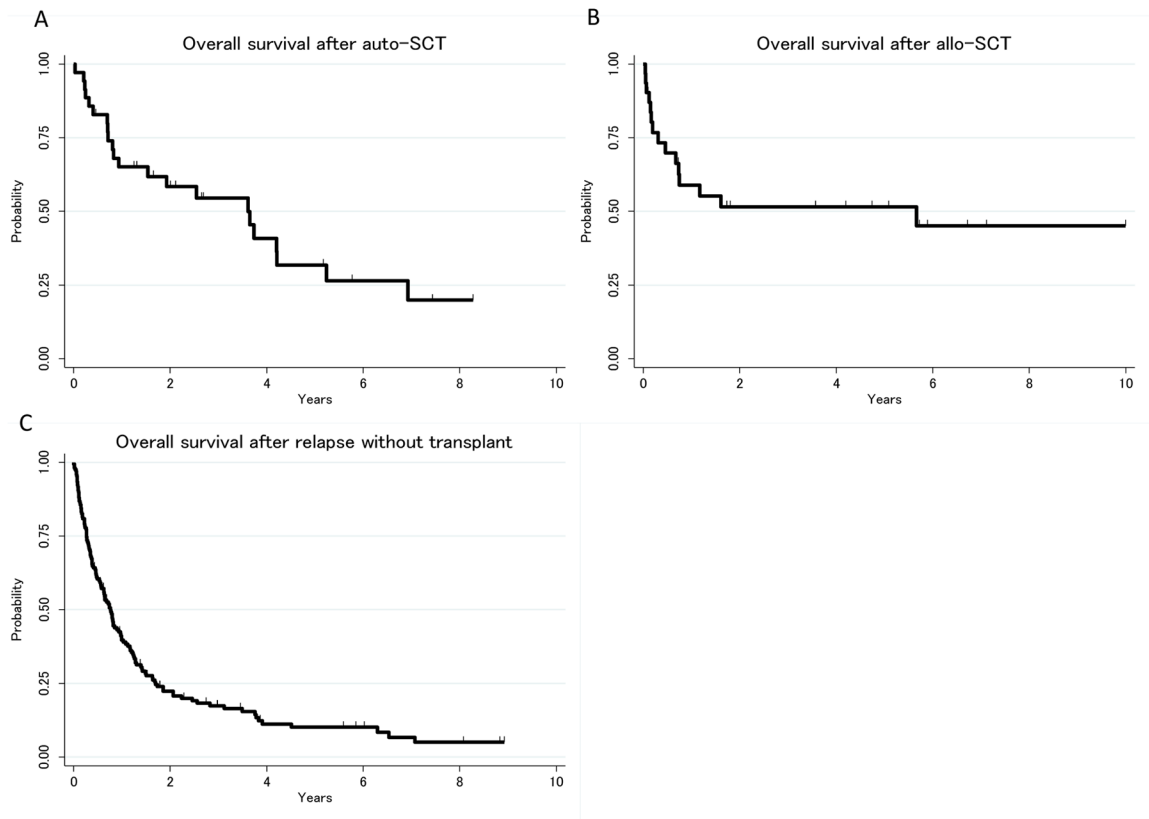 A
Overall survival after auto-SCT
Probability
1.00
0.75
0.50
0.25
0.00
0 2 4 6 8 10
Years
B
Overall survival after allo-SCT
Probability
1.00
0.75
0.50
0.25
0.00
0 2 4 6 8 10
Years
C
Overall survival after relapse without transplant
Probability
1.00
0.75
0.50
0.25
0.00
0 2 4 6 8 10
Years